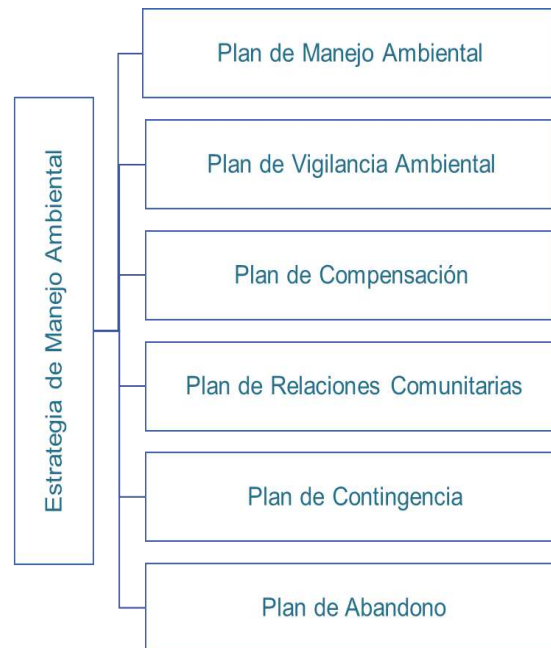 Estrategia de Manejo Ambiental
Plan de Manejo Ambiental
Plan de Vigilancia Ambiental
Plan de Compensación
Plan de Relaciones Comunitarias
Plan de Contingencia
Plan de Abandono